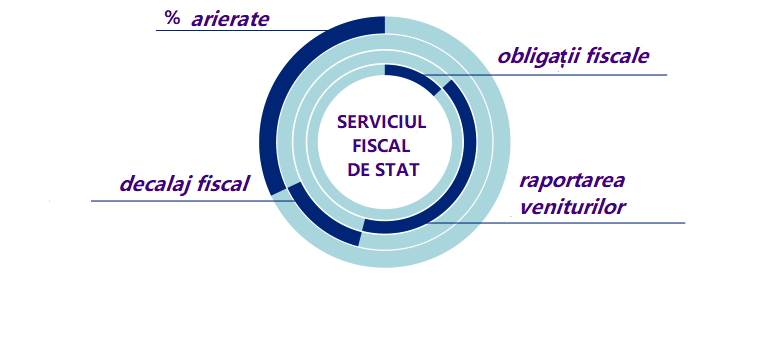 % arierate
obligații fiscale
SERVICIUL
FISCAL
DE STAT
decalaj fiscal
raportarea
veniturilor